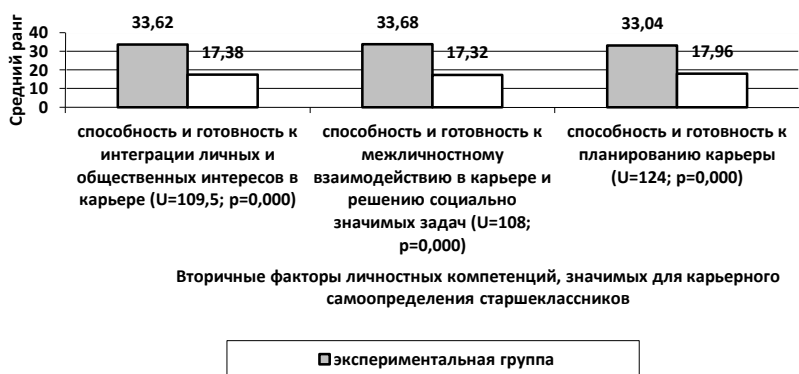 Средний ранг
40
30
20
10
0
33,62
17,38
33,68
17,32
33,04
17,96
способность и готовность к
интеграции личных и
общественных интересов в
карьере (U=109,5; p=0,000)
способность и готовность к
межличностному
взаимодействию в карьере и
решению социально
значимых задач (U=108;
p=0,000)
способность и готовность к
планированию карьеры
(U=124; p=0,000)
Вторичные факторы личностных компетенций, значимых для карьерного
самоопределения старшеклассников
экспериментальная группа